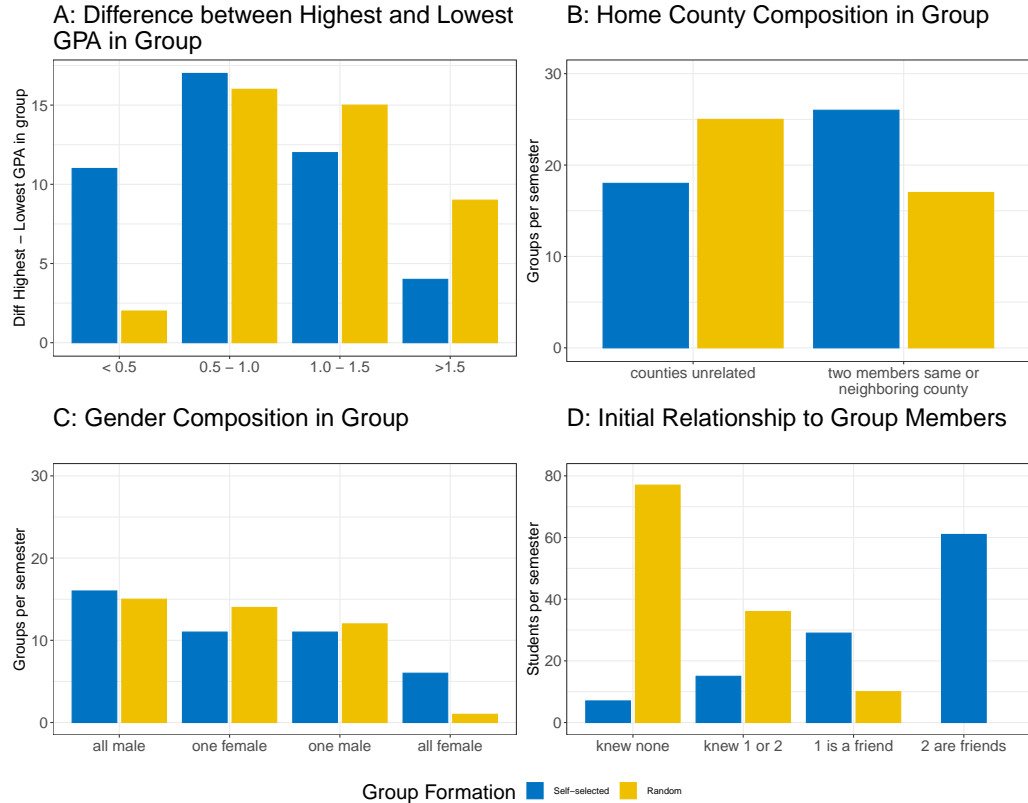 A: Difference between Highest and Lowest
GPA in Group
Diff Highest − Lowest GPA in group
15
10
5
0
< 0.5
0.5 − 1.0
1.0 − 1.5
>1.5
B: Home County Composition in Group
Groups per semester
30
20
10
0
counties unrelated
two members same or
neighboring county
C: Gender Composition in Group
Groups per semester
30
20
10
0
all male
one female
one male
all female
D: Initial Relationship to Group Members
Students per semester
80
60
40
20
0
knew none
knew 1 or 2
1 is a friend
2 are friends
Group Formation
Self−selected
Random